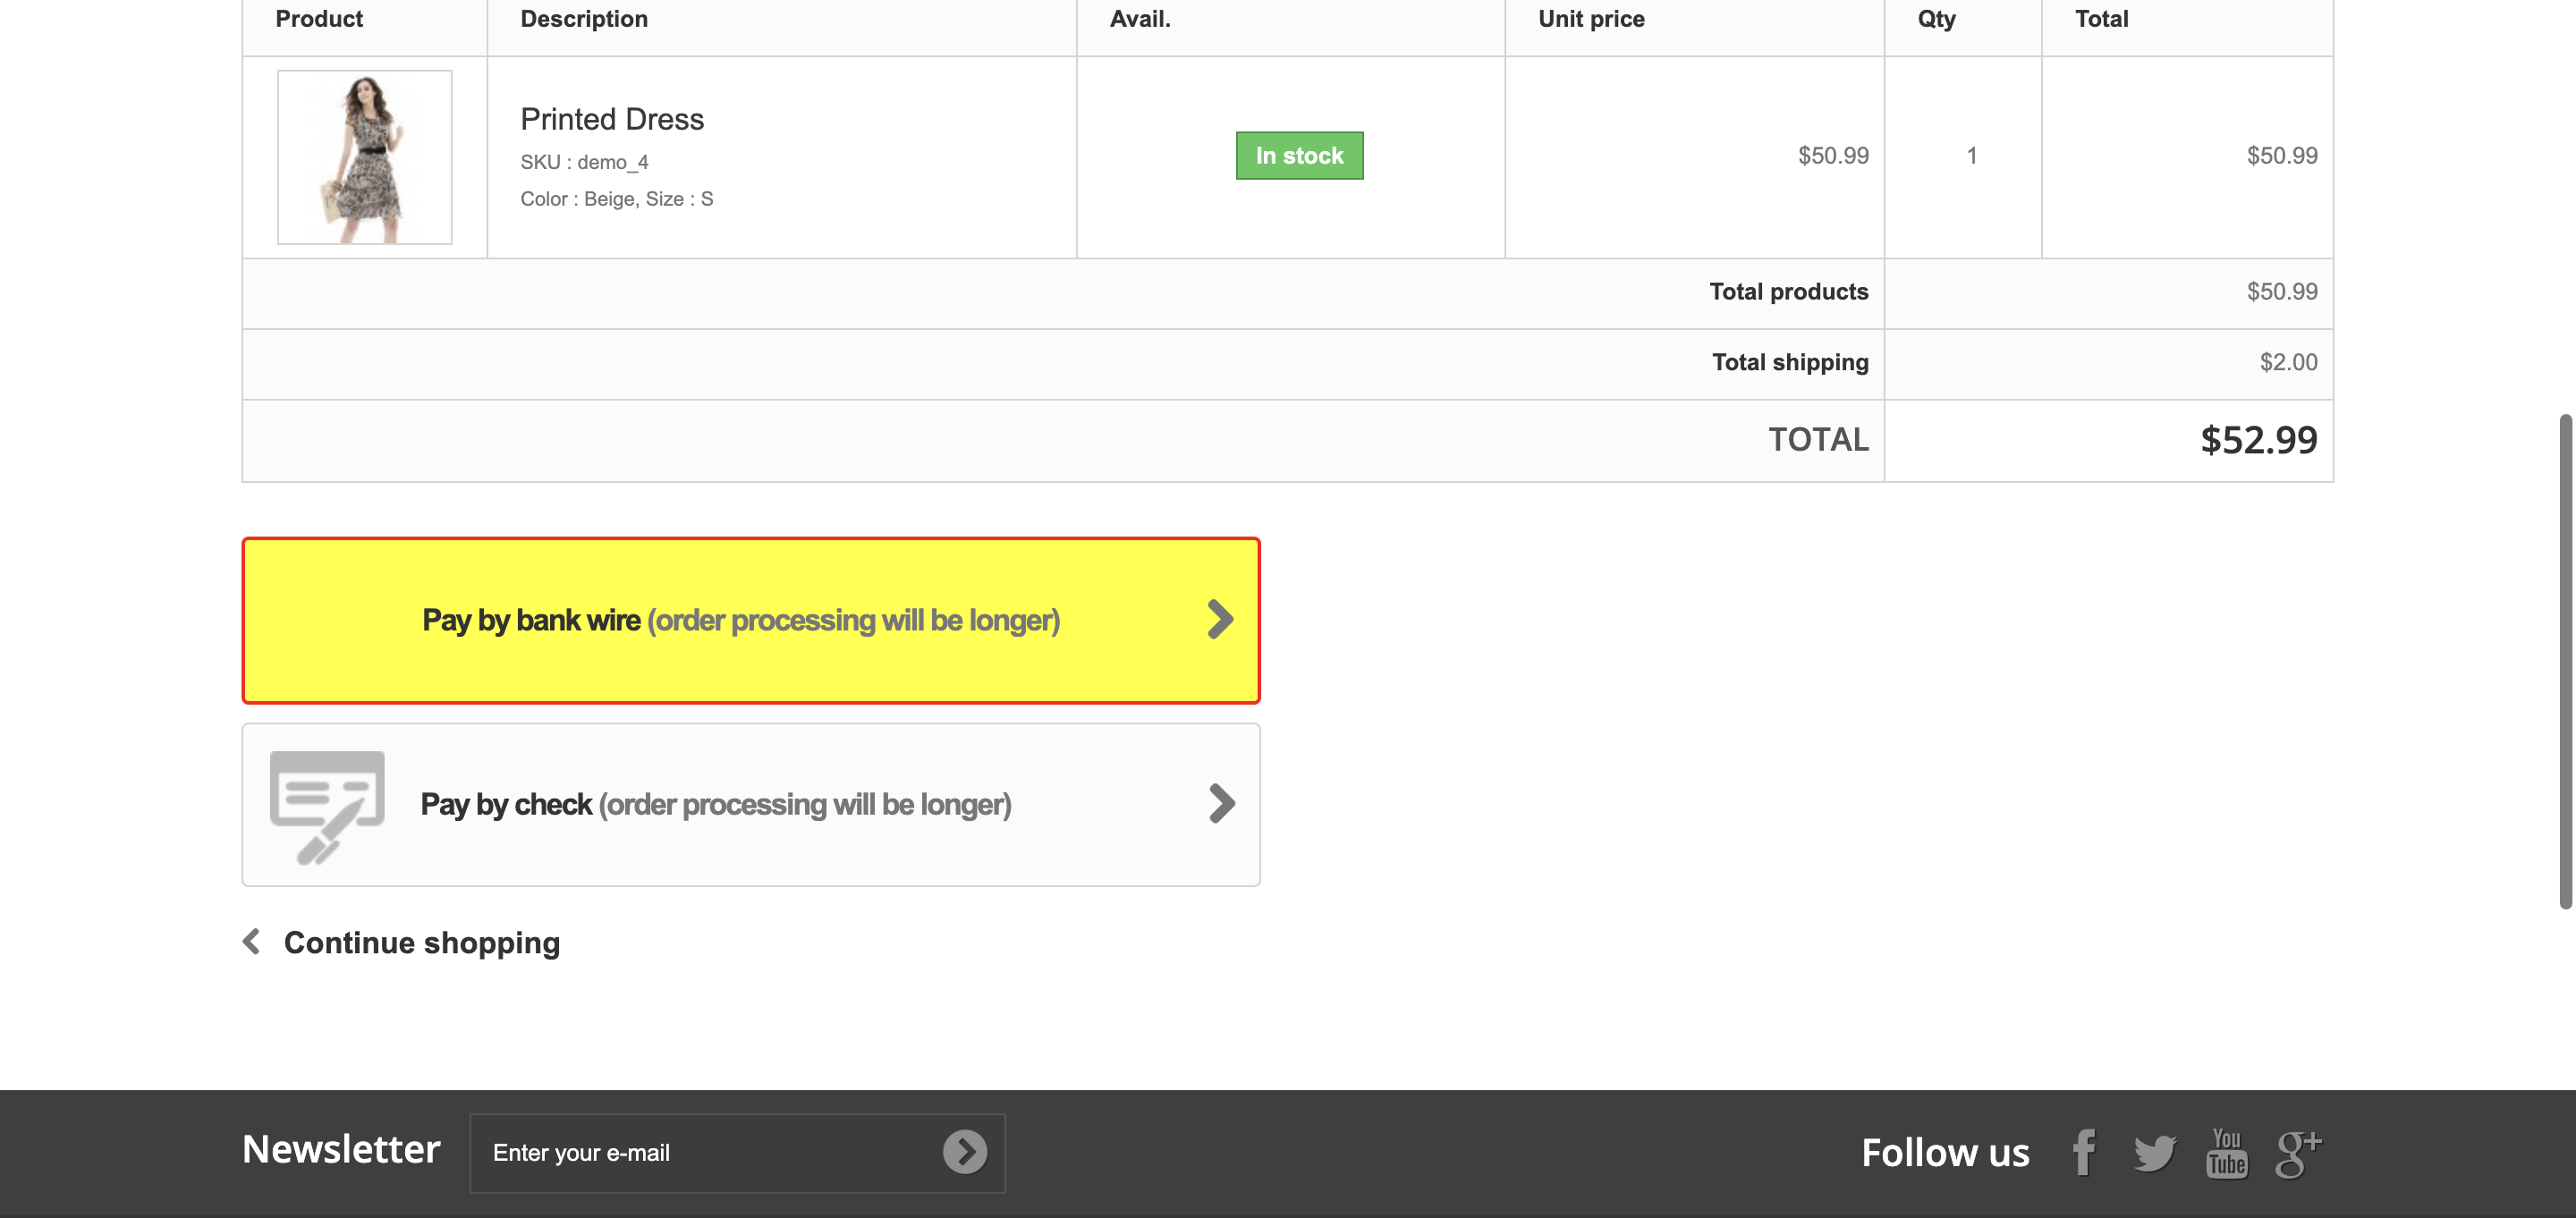 Product Description Avail. Unit price Qty Total
Printed Dress
SKU : demo_4
Color : Beige, Size : S
In stock
$50.99
1
$50.99
Total products $50.99
Total shipping $2.00
TOTAL $52.99
Pay by bank wire (order processing will be longer)
Pay by check (order processing will be longer)
Continue shopping
Newsletter
Enter your e-mail
Follow us
You
Tube
g+